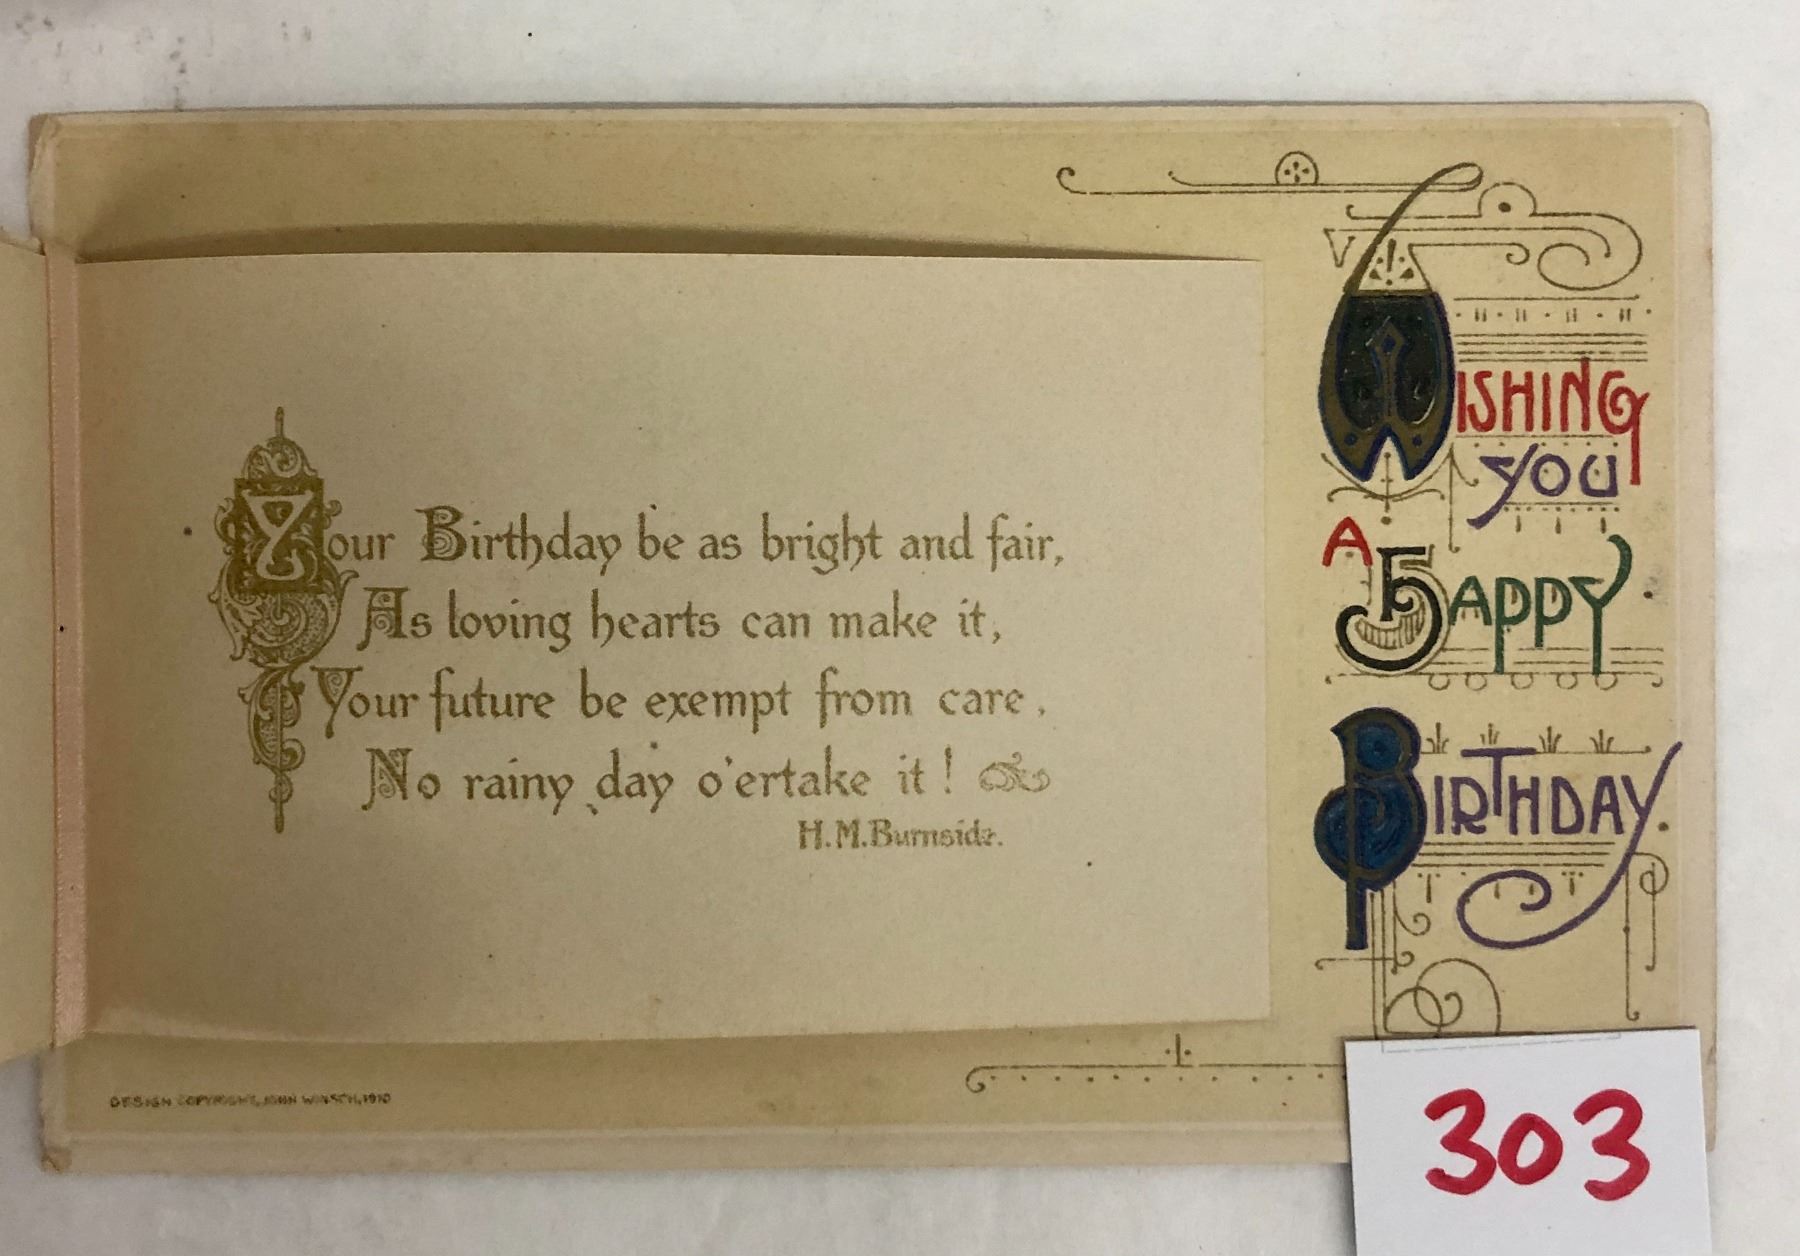 Your Birthday be as bright and fair,
As loving hearts can make it,
Your future be exempt from care,
No rainy day o'ertake it!
H.M.Burnside.
WISHING
YOU
A HAPPY
BIRTHDAY
DESIGN COPYRIGHT, JOHN WINSCH, 1910
303